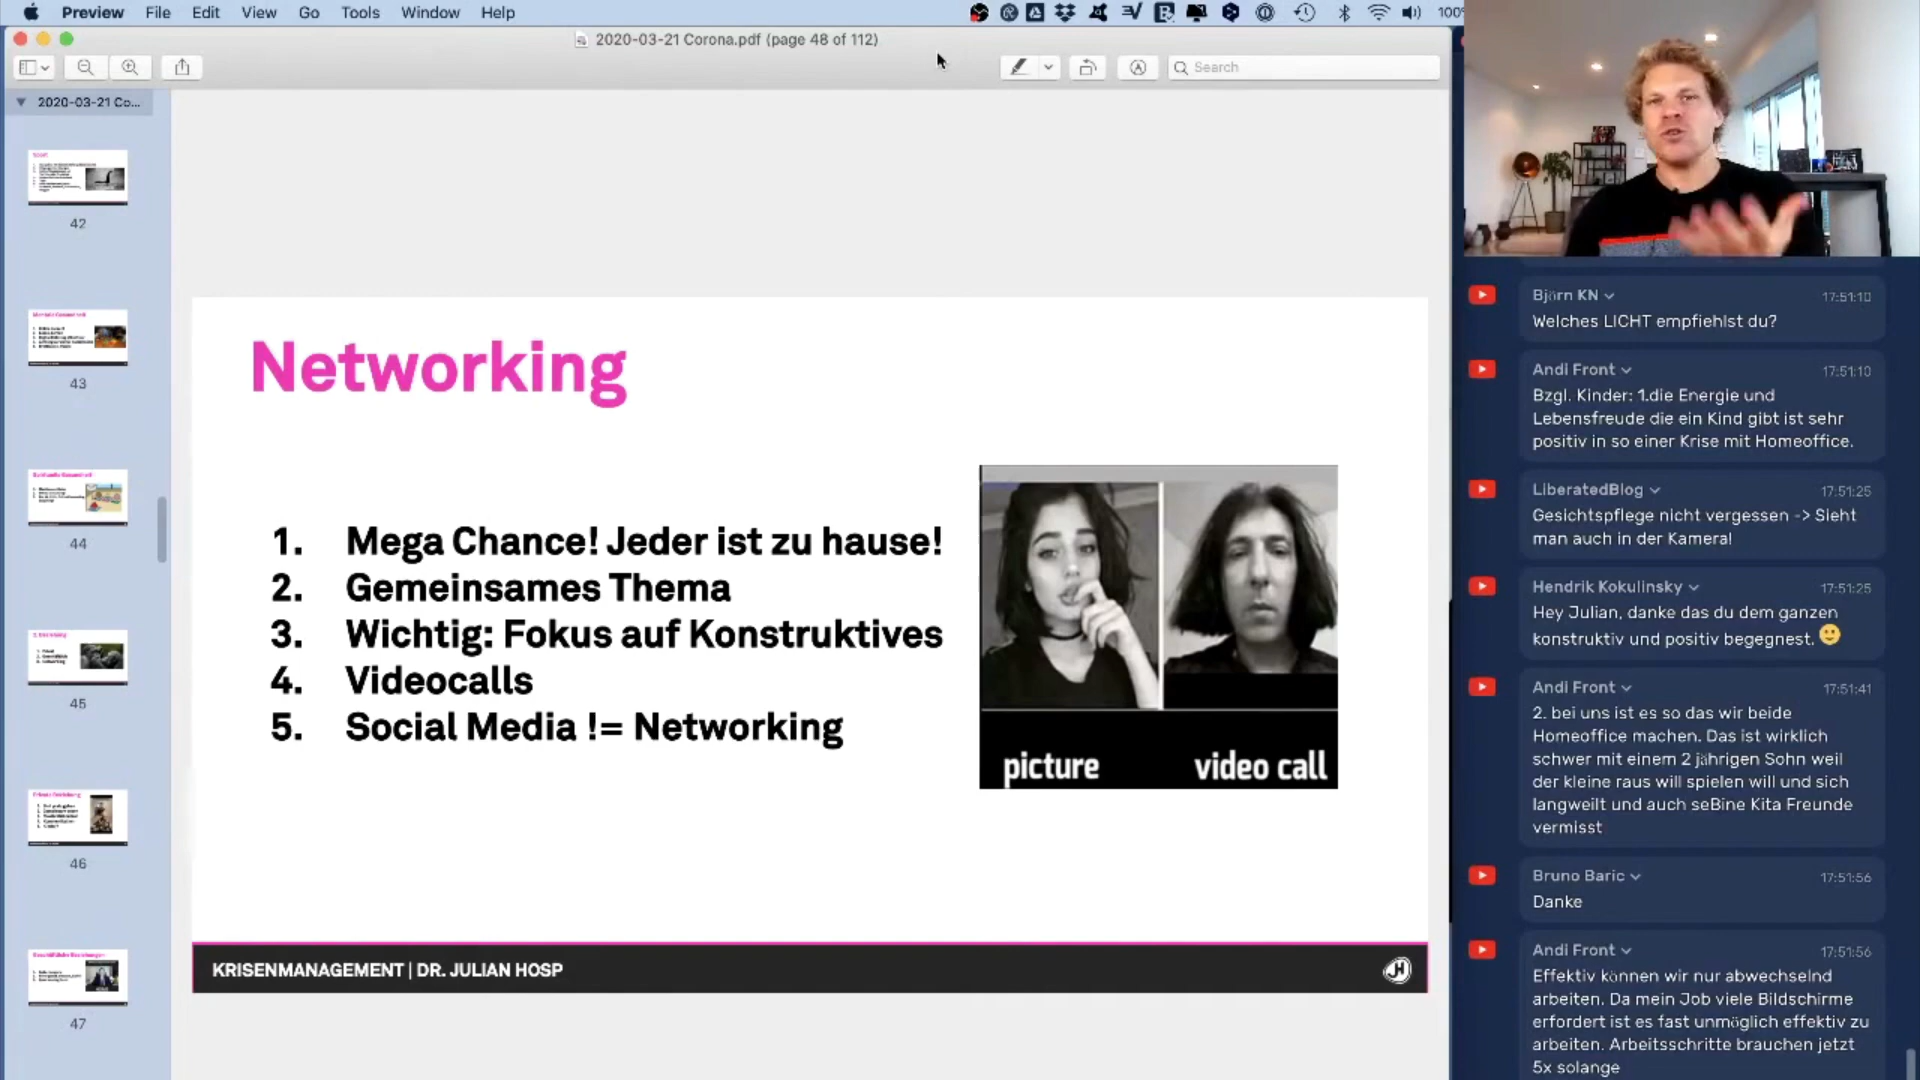 Preview File Edit View Go Tools Window Help 100%
2020-03-21 Corona.pdf (page 48 of 112)
Search
2020-03-21 Co...
42
43
44
45
46
47
Networking
1. Mega Chance! Jeder ist zu hause!
2. Gemeinsames Thema
3. Wichtig: Fokus auf Konstruktives
4. Videocalls
5. Social Media != Networking
picture video call
KRISENMANAGEMENT | DR. JULIAN HOSP
JH
Bjørn KN 17:51:10
Welches LICHT empfiehlst du?
Andi Front 17:51:10
Bzgl. Kinder: 1.die Energie und
Lebensfreude die ein Kind gibt ist sehr
positiv in so einer Krise mit Homeoffice.
LiberatedBlog 17:51:25
Gesichtspflege nicht vergessen -> Sieht
man auch in der Kamera!
Hendrik Kokulinsky 17:51:25
Hey Julian, danke das du dem ganzen
konstruktiv und positiv begegnest. 🙂
Andi Front 17:51:41
2. bei uns ist es so das wir beide
Homeoffice machen. Das ist wirklich
schwer mit einem 2 jährigen Sohn weil
der kleine raus will spielen will und sich
langweilt und auch seBine Kita Freunde
vermisst
Bruno Baric 17:51:56
Danke
Andi Front 17:51:56
Effektiv können wir nur abwechselnd
arbeiten. Da mein Job viele Bildschirme
erfordert ist es fast unmöglich effektiv zu
arbeiten. Arbeitsschritte brauchen jetzt
5x solange